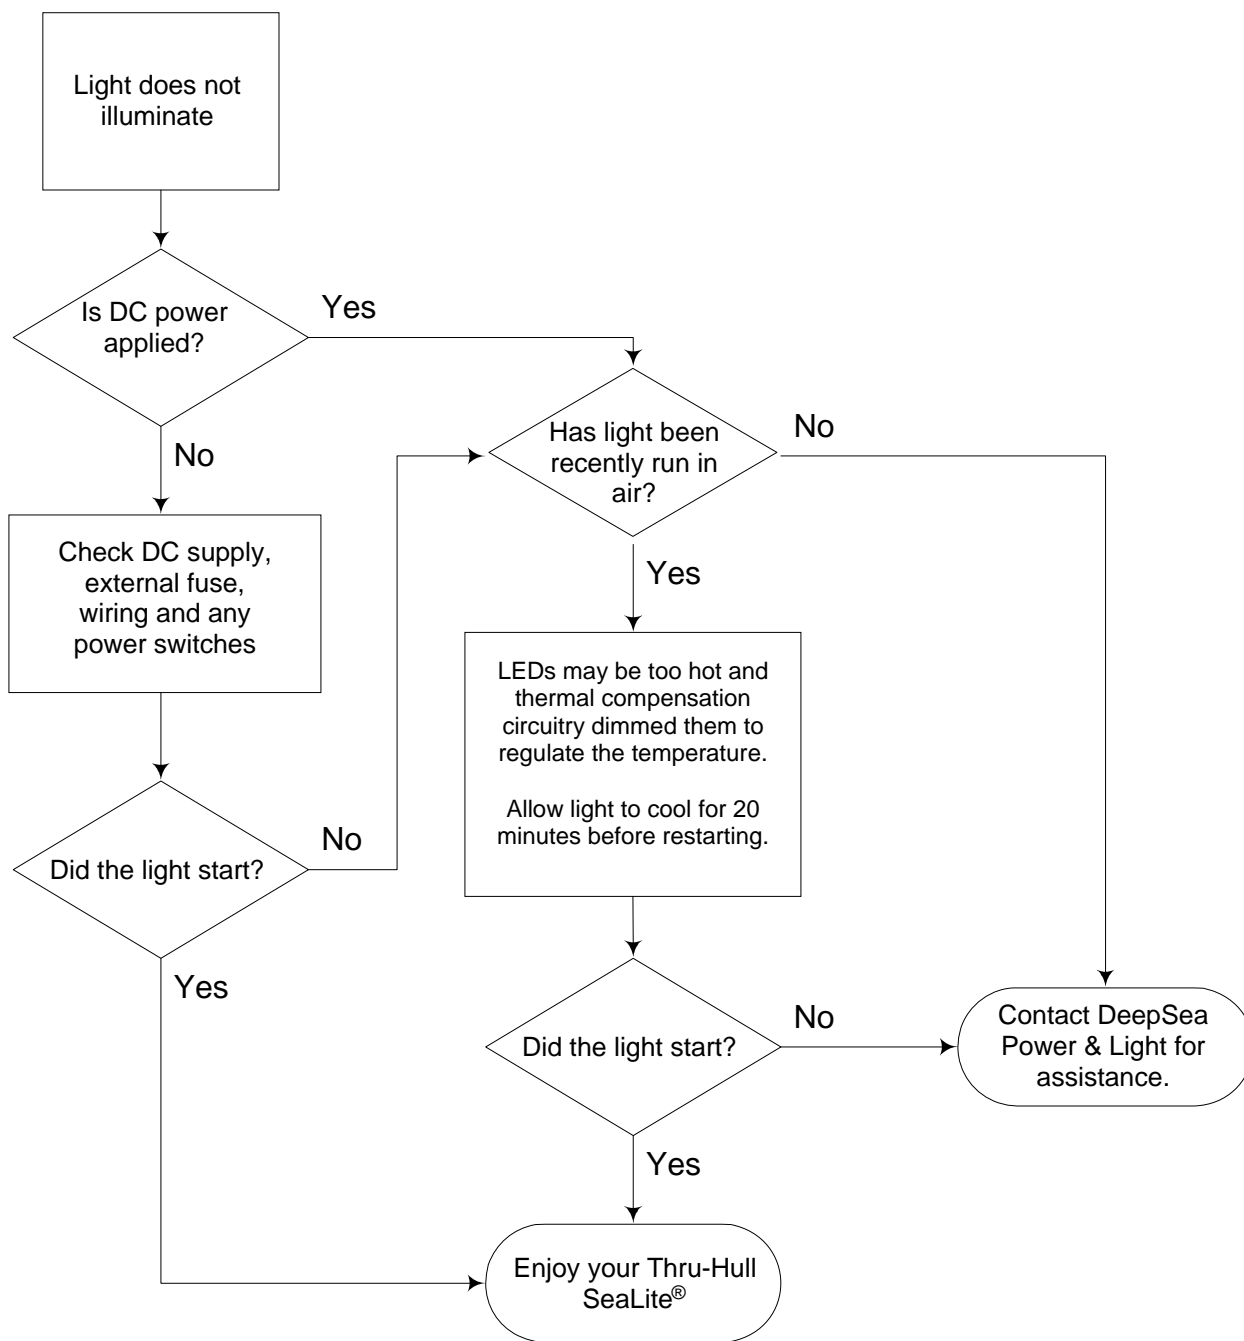 Light does not
illuminate
Is DC power
applied?
Yes
No
Has light been
recently run in
air?
No
Yes
Check DC supply,
external fuse,
wiring and any
power switches
LEDs may be too hot and
thermal compensation
circuitry dimmed them to
regulate the temperature.
Allow light to cool for 20
minutes before restarting.
Did the light start?
No
Yes
Did the light start?
No
Yes
Contact DeepSea
Power & Light for
assistance.
Enjoy your Thru-Hull
SeaLite®